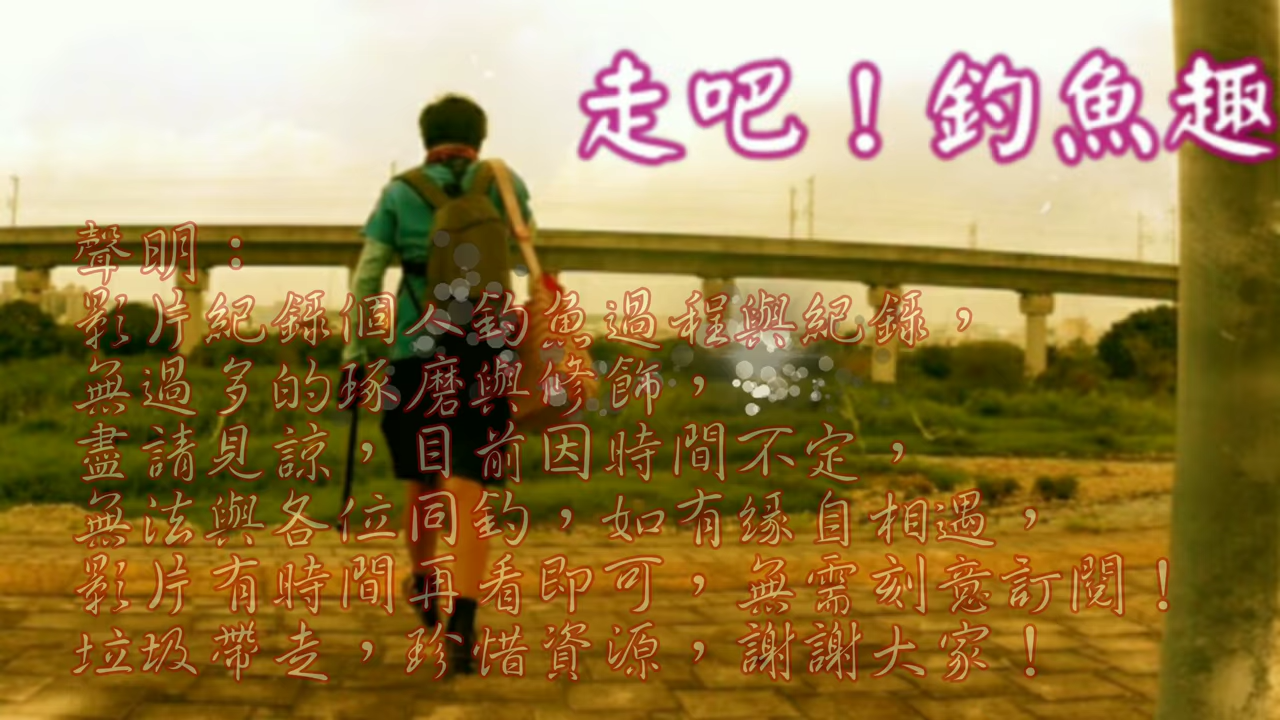 走吧！釣魚趣
聲明：
影片紀錄個人釣魚過程與紀錄，
無過多的琢磨與修飾，
盡請見諒，目前因時間不定，
無法與各位同釣，如有緣自相遇，
影片有時間再看即可，無需刻意訂閱！
垃圾帶走，珍惜資源，謝謝大家！